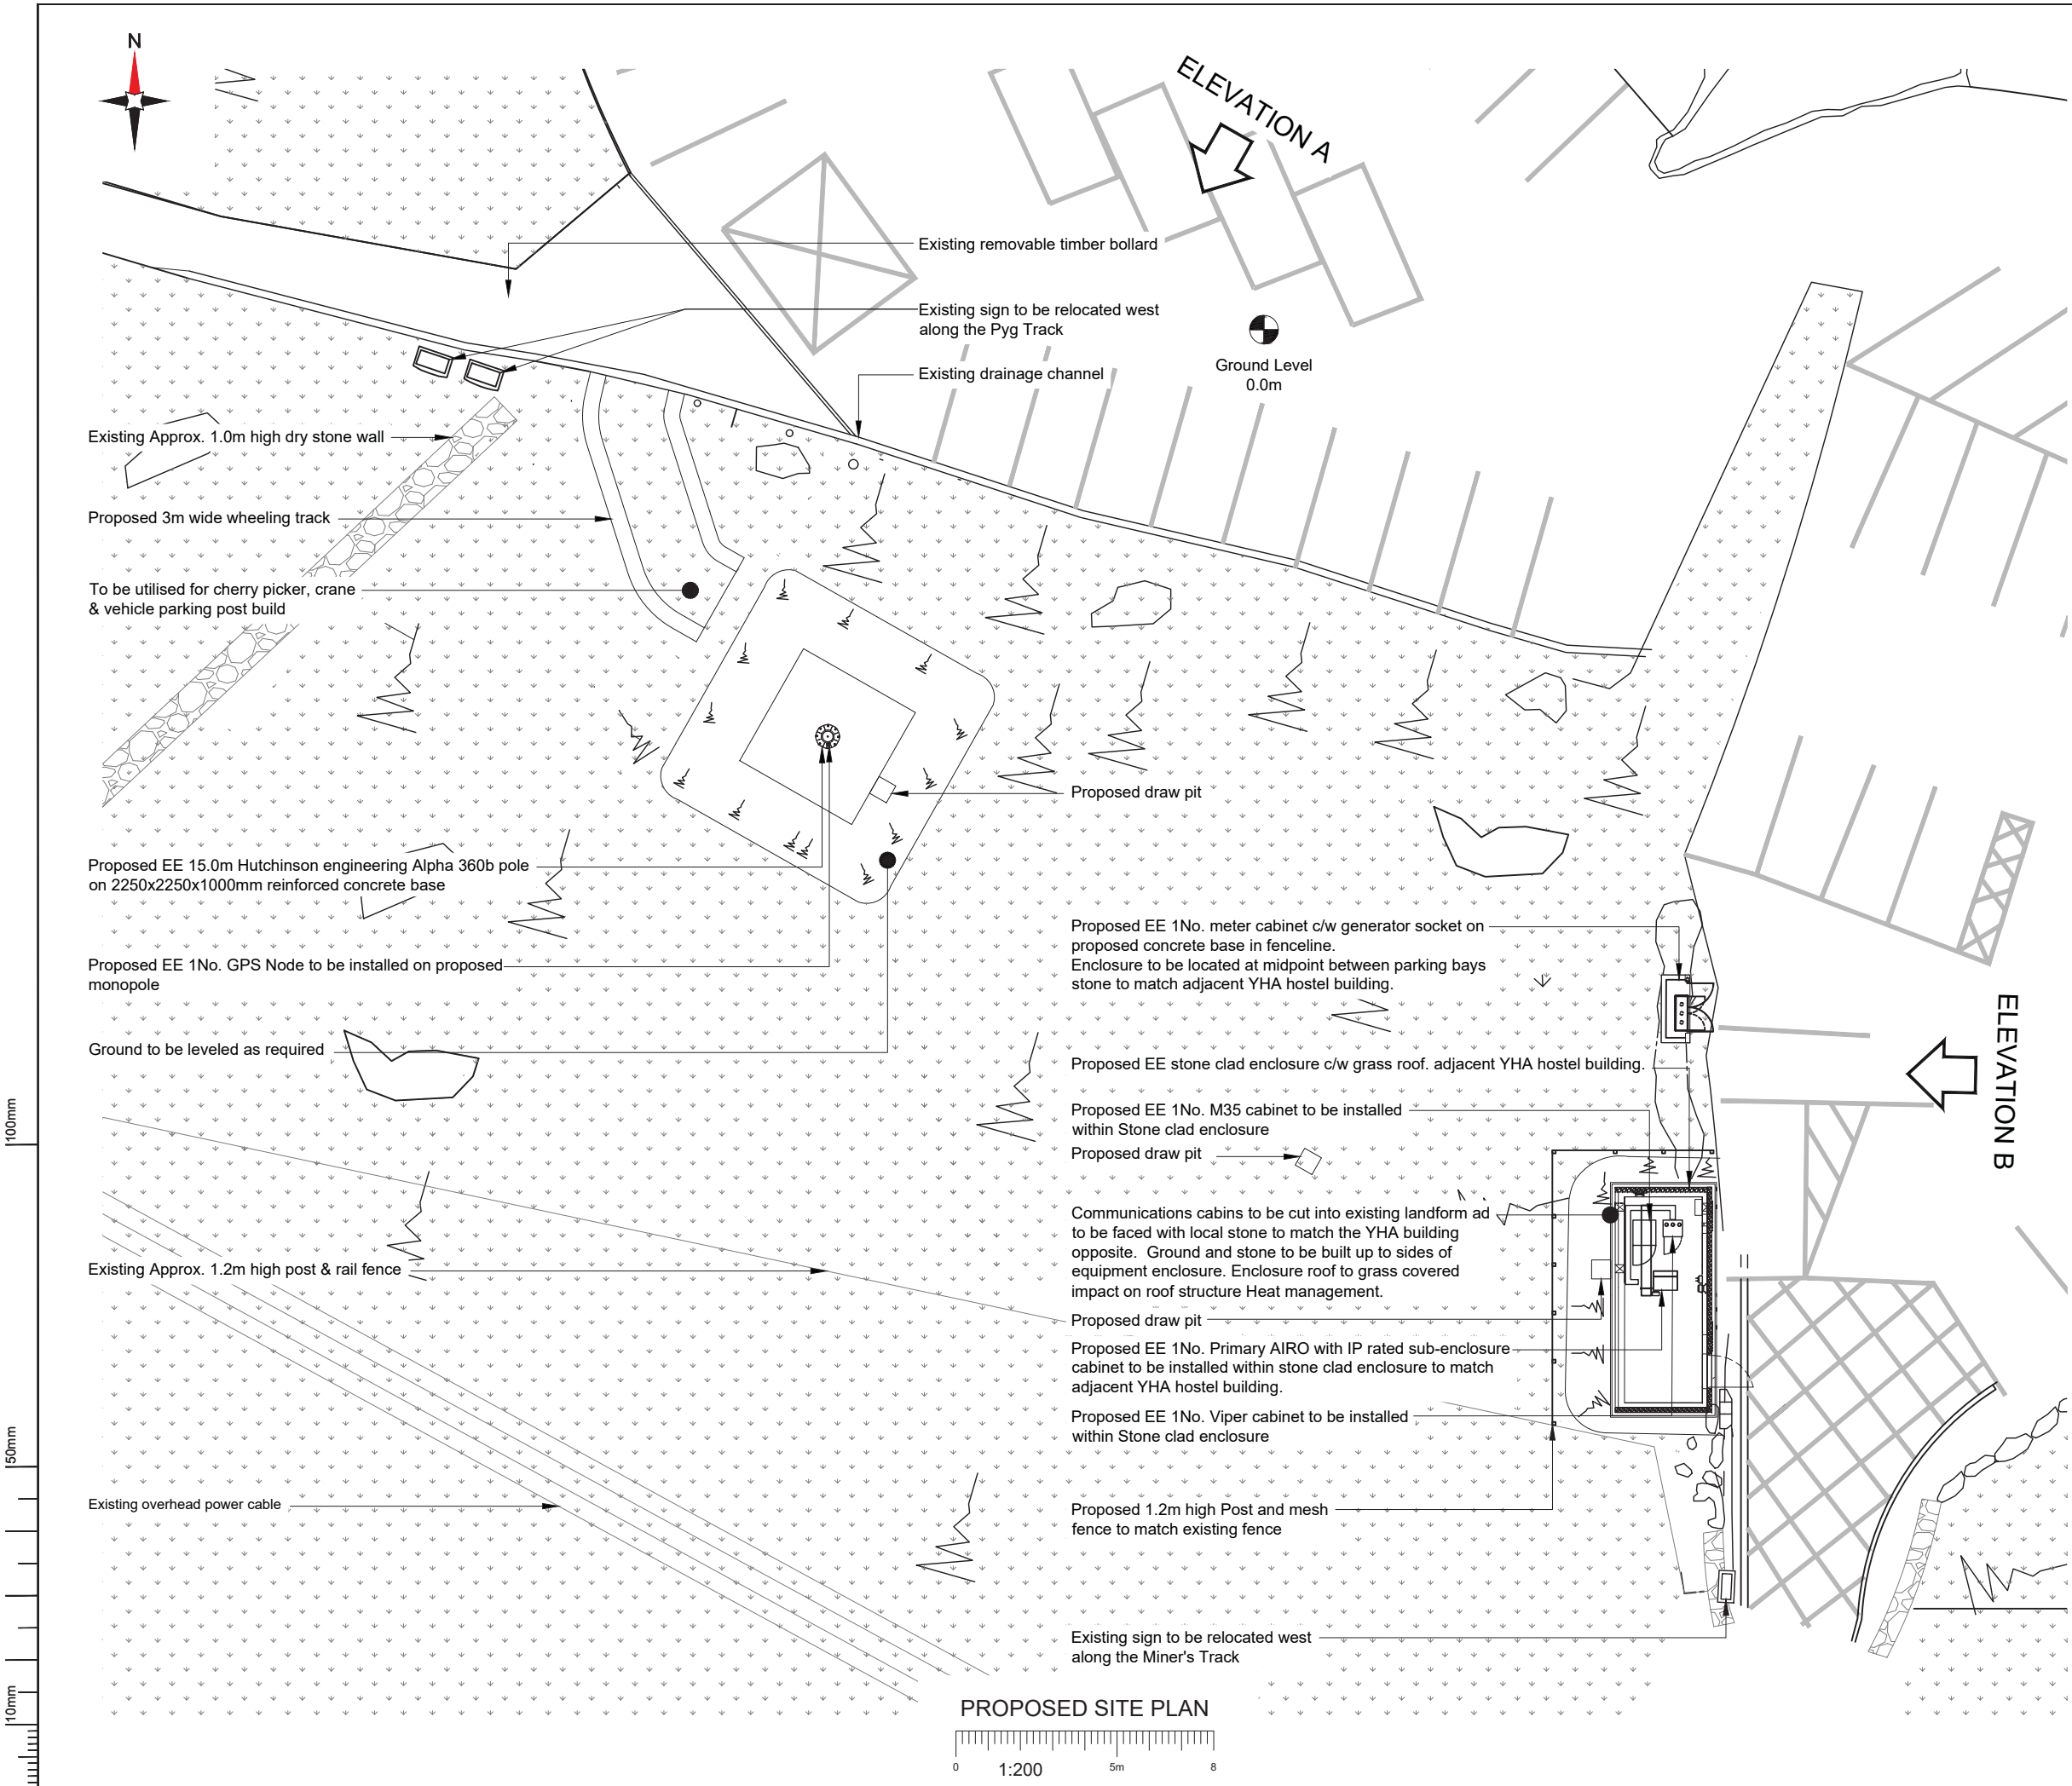 N
ELEVATION A
Existing removable timber bollard
Existing sign to be relocated west
along the Pyg Track
Ground Level
0.0m
Existing drainage channel
Existing Approx. 1.0m high dry stone wall
Proposed 3m wide wheeling track
To be utilised for cherry picker, crane
& vehicle parking post build
Proposed draw pit
Proposed EE 15.0m Hutchinson engineering Alpha 360b pole
on 2250x2250x1000mm reinforced concrete base
Proposed EE 1No. GPS Node to be installed on proposed
monopole
Ground to be leveled as required
Proposed EE 1No. meter cabinet c/w generator socket on
proposed concrete base in fenceline.
Enclosure to be located at midpoint between parking bays
stone to match adjacent YHA hostel building.
ELEVATION B
Proposed EE stone clad enclosure c/w grass roof. adjacent YHA hostel building.
Proposed EE 1No. M35 cabinet to be installed
within Stone clad enclosure
Proposed draw pit
Communications cabins to be cut into existing landform ad
to be faced with local stone to match the YHA building
opposite.  Ground and stone to be built up to sides of
equipment enclosure. Enclosure roof to grass covered
impact on roof structure Heat management.
Existing Approx. 1.2m high post & rail fence
Proposed draw pit
Proposed EE 1No. Primary AIRO with IP rated sub-enclosure
cabinet to be installed within stone clad enclosure to match
adjacent YHA hostel building.
Proposed EE 1No. Viper cabinet to be installed
within Stone clad enclosure
Existing overhead power cable
Proposed 1.2m high Post and mesh
fence to match existing fence
Existing sign to be relocated west
along the Miner's Track
100mm
50mm
10mm
PROPOSED SITE PLAN
0
1:200
5m
8